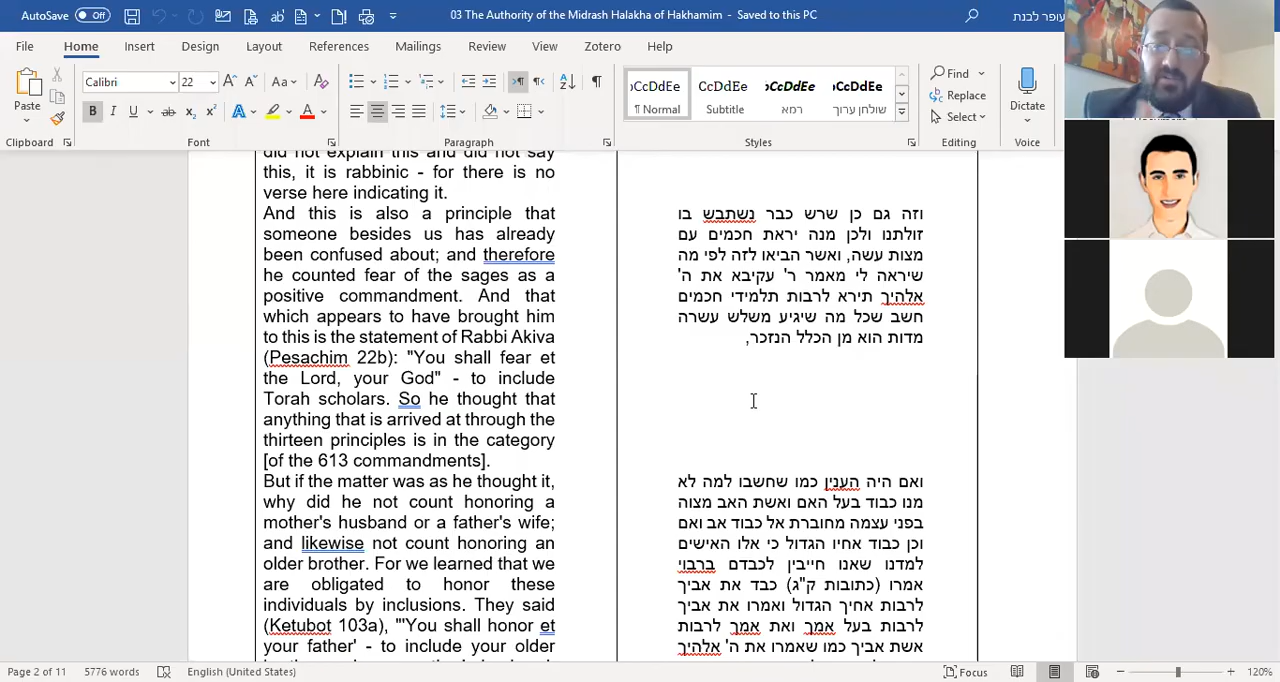 AutoSave Off
03 The Authority of the Midrash Halakha of Hakhamim - Saved to this PC
עופר לבנת
File Home Insert Design Layout References Mailings Review View Zotero Help
Paste
Clipboard
Calibri 22
Font
Paragraph
AaBbCcDdEe ¶ Normal
Subtitle
רמא
שולחן ערוך
Styles
Find
Replace
Select
Editing
Dictate
Voice
did not explain this and did not say
this, it is rabbinic - for there is no
verse here indicating it.
And this is also a principle that
someone besides us has already
been confused about; and therefore
he counted fear of the sages as a
positive commandment. And that
which appears to have brought him
to this is the statement of Rabbi Akiva
(Pesachim 22b): "You shall fear et
the Lord, your God" - to include
Torah scholars. So he thought that
anything that is arrived at through the
thirteen principles is in the category
[of the 613 commandments].
But if the matter was as he thought it,
why did he not count honoring a
mother's husband or a father's wife;
and likewise not count honoring an
older brother. For we learned that we
are obligated to honor these
individuals by inclusions. They said
(Ketubot 103a), "'You shall honor et
your father' - to include your older
וזה גם כן שרש כבר נשתבש בו
זולתנו ולכן מנה יראת חכמים עם
מצות עשה, ואשר הביאו לזה לפי מה
שיראה לי מאמר ר' עקיבא את ה'
אלהיך תירא לרבות תלמידי חכמים
חשב שכל מה שיגיע משלש עשרה
מדות הוא מן הכלל הנזכר,
ואם היה הענין כמו שחשבו למה לא
מנו כבוד בעל האם ואשת האב מצוה
בפני עצמה מחוברת אל כבוד אב ואם
וכן כבוד אחיו הגדול כי אלו האישים
למדנו שאנו חייבין לכבדם ברבוי
אמרו (כתובות ק"ג) כבד את אביך
לרבות אחיך הגדול ואמרו את אביך
לרבות בעל אמך ואת אמך לרבות
אשת אביך כמו שאמרו את ה' אלהיך
Page 2 of 11 5776 words English (United States) Focus 120%